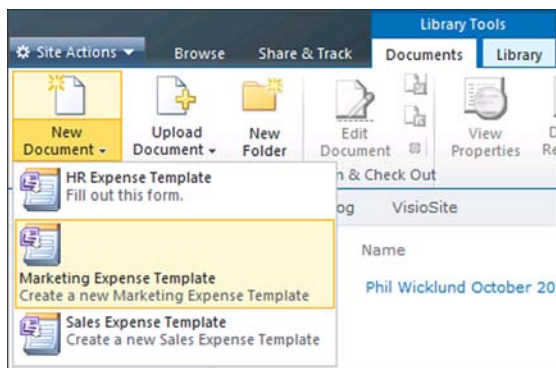 Library Tools
Site Actions Browse Share & Track Documents Library
New Document Upload Document New Folder Edit Document View Properties
& Check Out
HR Expense Template
Fill out this form.
VisioSite
Marketing Expense Template
Create a new Marketing Expense Template
Name
Phil Wicklund October 20
Sales Expense Template
Create a new Sales Expense Template